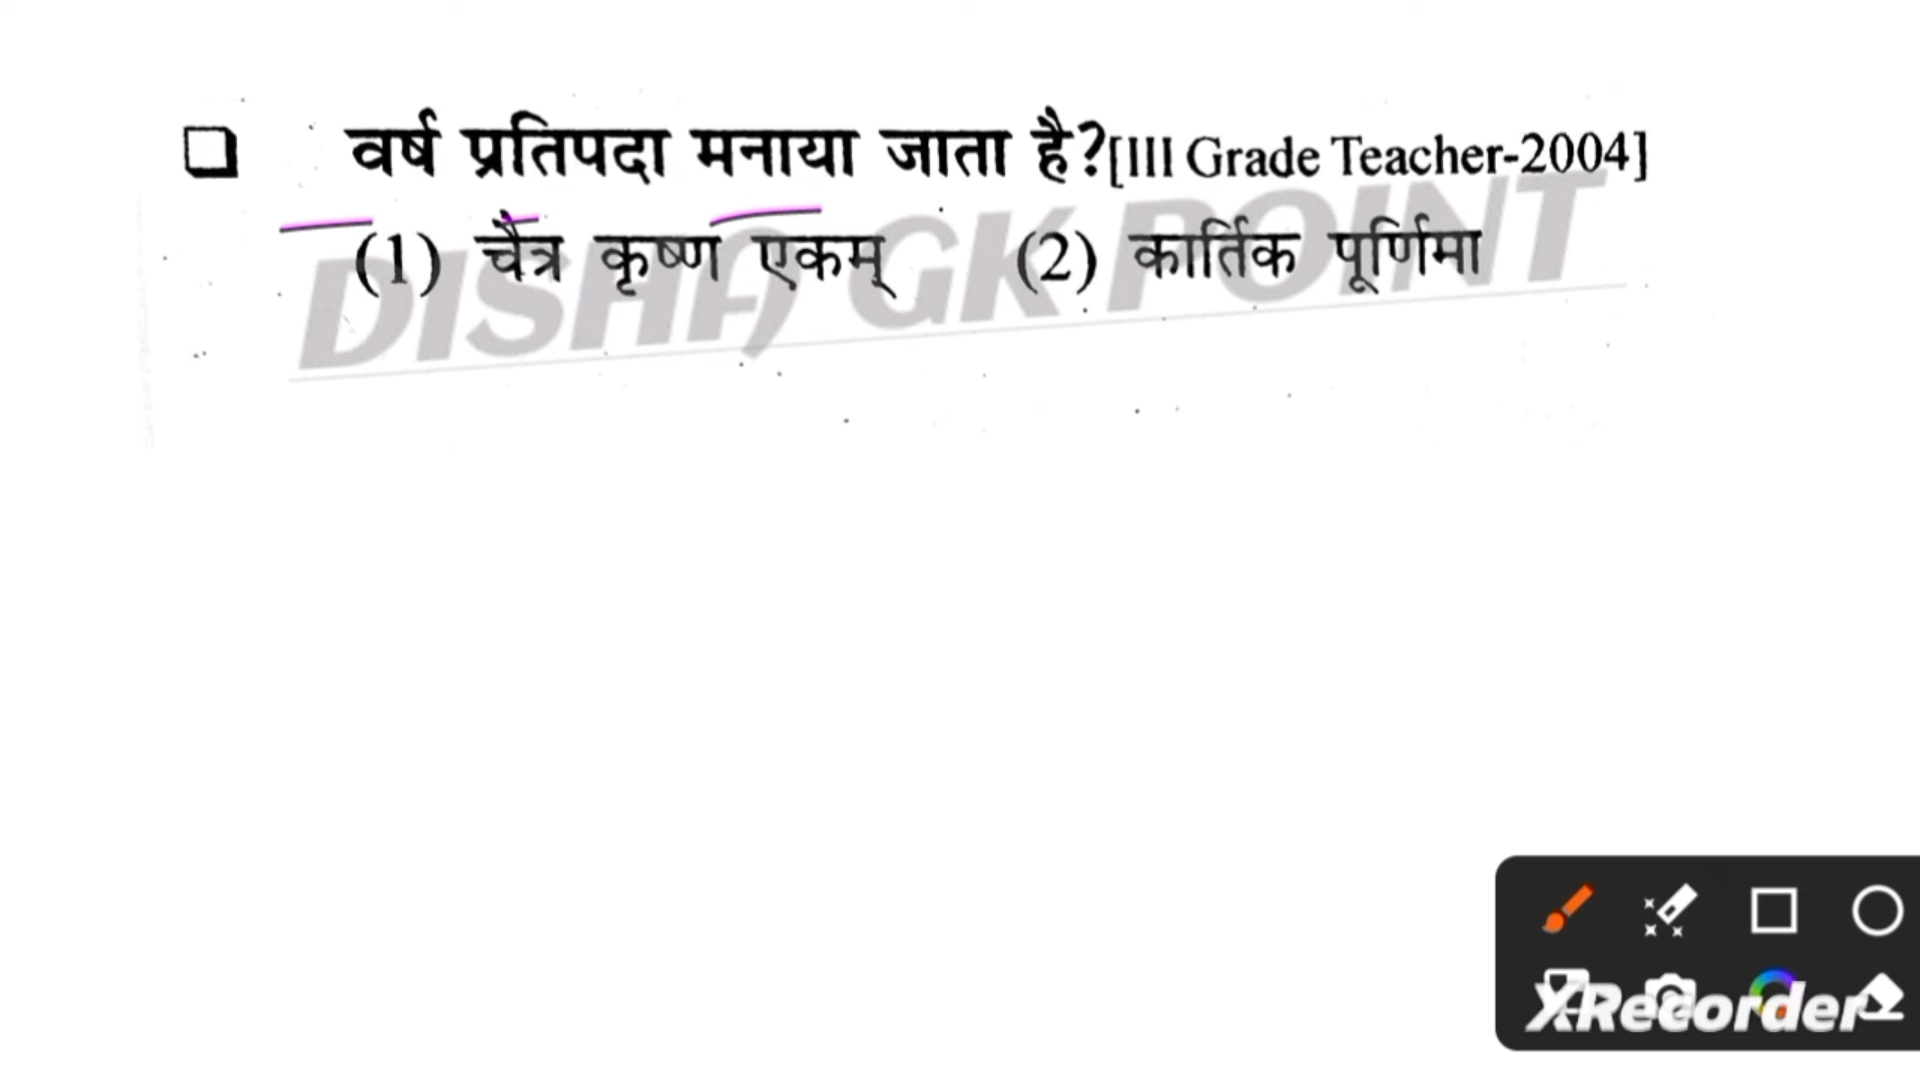 वर्ष प्रतिपदा मनाया जाता है?[III Grade Teacher-2004]
(1) चैत्र कृष्ण एकम् (2) कार्तिक पूर्णिमा
DISHA GK POINT
XRecorder